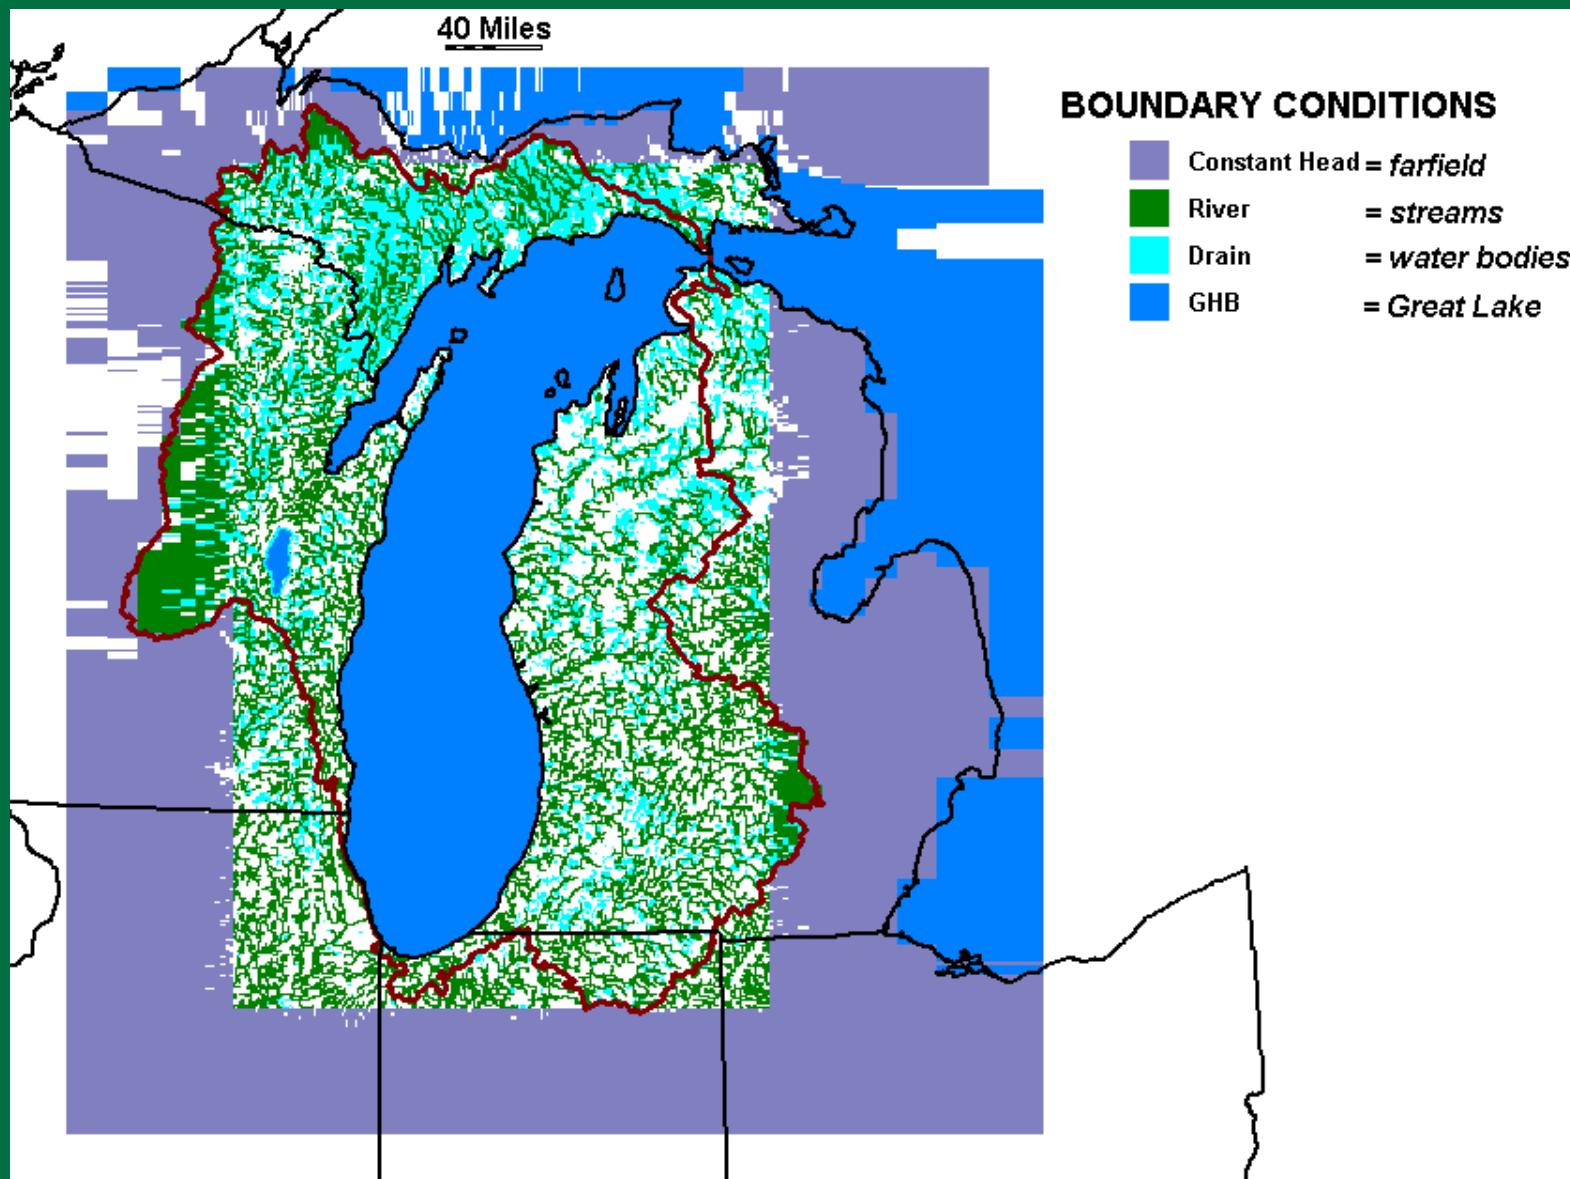 40 Miles
BOUNDARY CONDITIONS
Constant Head = farfield
River = streams
Drain = water bodies
GHB = Great Lake